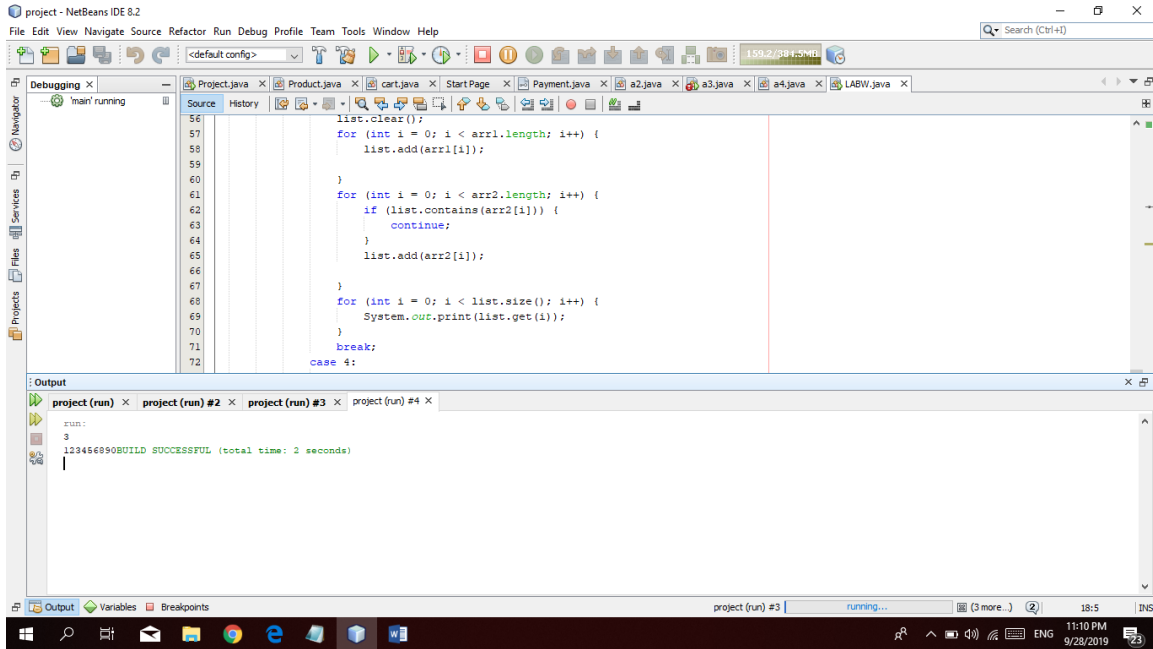 project - NetBeans IDE 8.2
File Edit View Navigate Source Refactor Run Debug Profile Team Tools Window Help
Search (Ctrl+I)
<default config>
159.2/381.5MB
Debugging
Project.java Product.java cart.java Start Page Payment.java a2.java a3.java a4.java LABW.java
'main' running
Source History
Navigator
Services
Files
Projects
56 list.clear();
57 for (int i = 0; i < arr1.length; i++) {
58 list.add(arr1[i]);
59
60 }
61 for (int i = 0; i < arr2.length; i++) {
62 if (list.contains(arr2[i])) {
63 continue;
64 }
65 list.add(arr2[i]);
66
67 }
68 for (int i = 0; i < list.size(); i++) {
69 System.out.print(list.get(i));
70 }
71 break;
72 case 4:
Output
project (run) project (run) #2 project (run) #3 project (run) #4
run:
3
123456890BUILD SUCCESSFUL (total time: 2 seconds)
Output Variables Breakpoints
project (run) #3 running... (3 more...) 2 18:5 INS
ENG
11:10 PM
9/28/2019
23